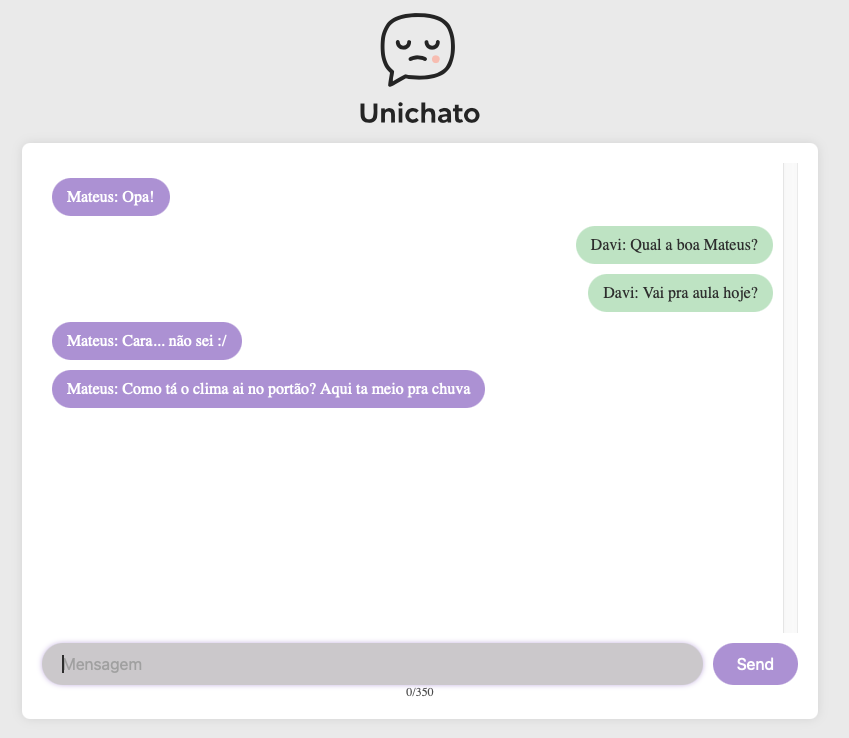 Unichato
Mateus: Opa!
Davi: Qual a boa Mateus?
Davi: Vai pra aula hoje?
Mateus: Cara... não sei :/
Mateus: Como tá o clima ai no portão? Aqui ta meio pra chuva
Mensagem
Send
0/350